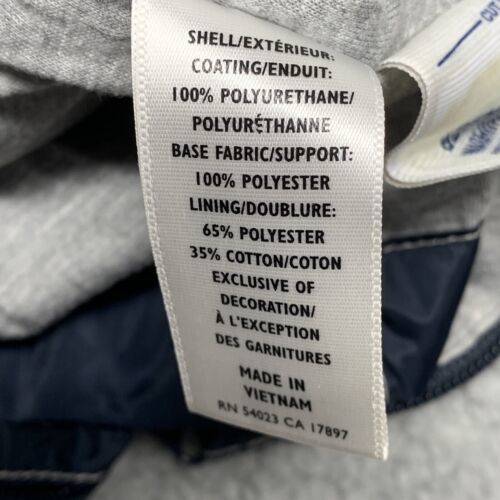 SHELL/EXTÉRIEUR:
COATING/ENDUIT:
100% POLYURETHANE/
POLYURÉTHANNE
BASE FABRIC/SUPPORT:
100% POLYESTER
LINING/DOUBLURE:
65% POLYESTER
35% COTTON/COTON
EXCLUSIVE OF
DECORATION/
À L'EXCEPTION
DES GARNITURES
MADE IN
VIETNAM
RN 54023 CA 17897
CUT